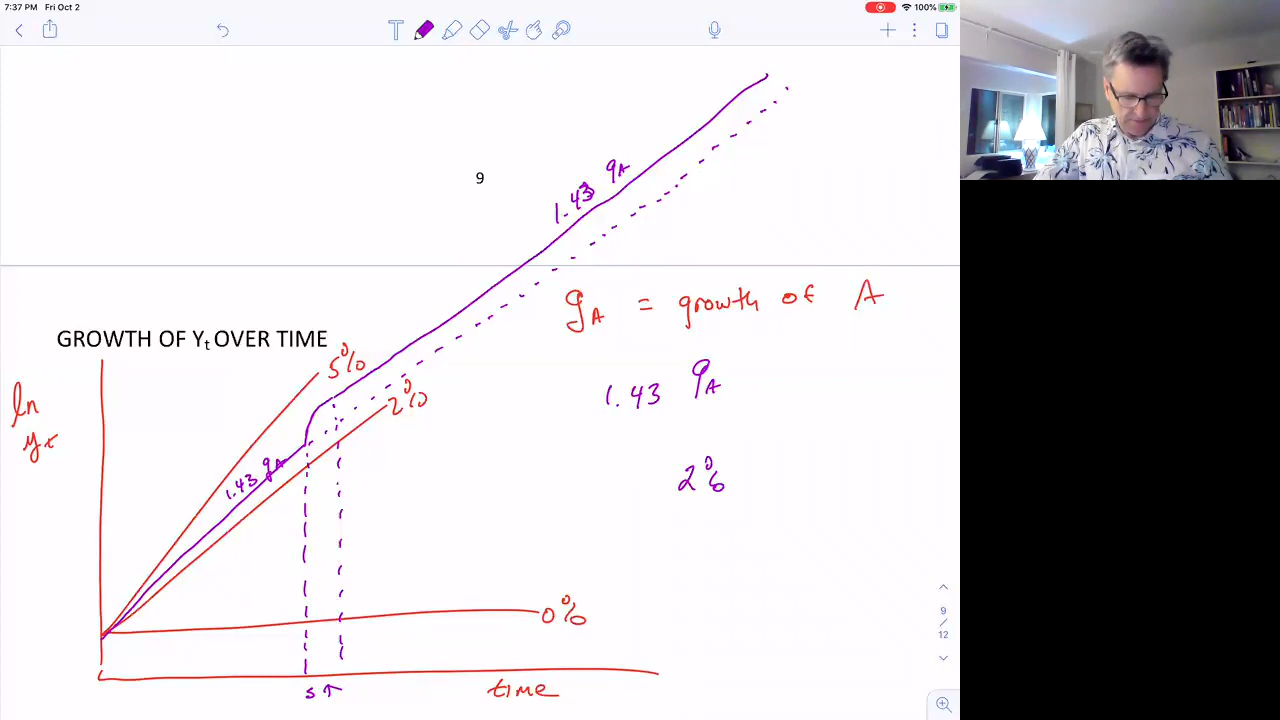 7:37 PM Fri Oct 2
100%
T
9
1.43 gA
gA = growth of A
GROWTH OF Yt OVER TIME
5%
ln yt
2%
1.43 gA
1.43 gA
2%
0%
9
/
12
s↑
time